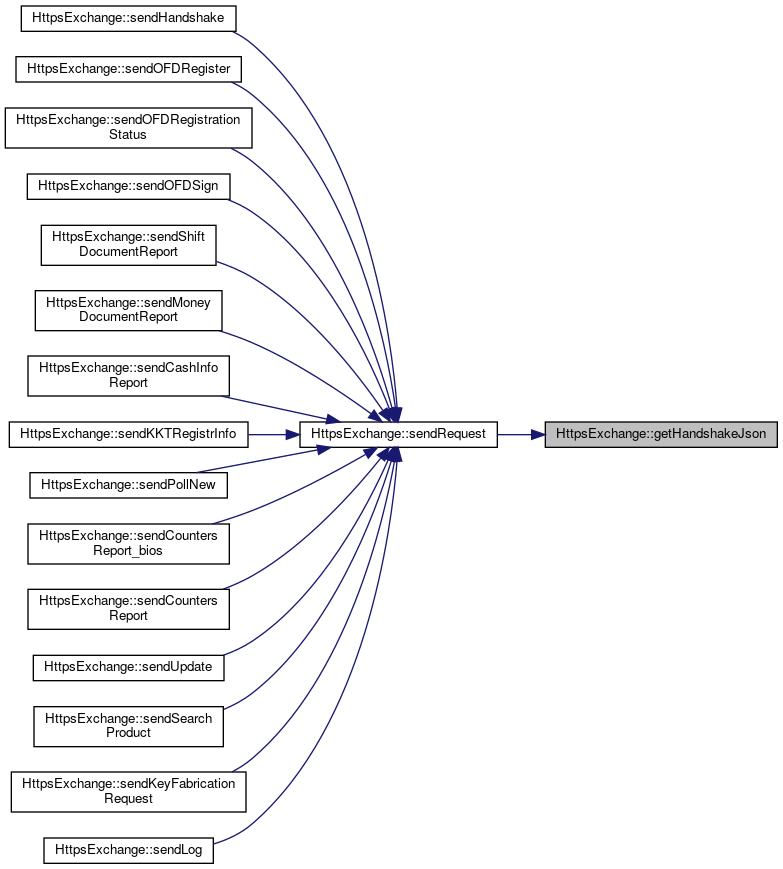 HttpsExchange::sendHandshake
HttpsExchange::sendOFDRegister
HttpsExchange::sendOFDRegistration
Status
HttpsExchange::sendOFDSign
HttpsExchange::sendShift
DocumentReport
HttpsExchange::sendMoney
DocumentReport
HttpsExchange::sendCashInfo
Report
HttpsExchange::sendKKTRegistrInfo
HttpsExchange::sendRequest
HttpsExchange::getHandshakeJson
HttpsExchange::sendPollNew
HttpsExchange::sendCounters
Report_bios
HttpsExchange::sendCounters
Report
HttpsExchange::sendUpdate
HttpsExchange::sendSearch
Product
HttpsExchange::sendKeyFabrication
Request
HttpsExchange::sendLog